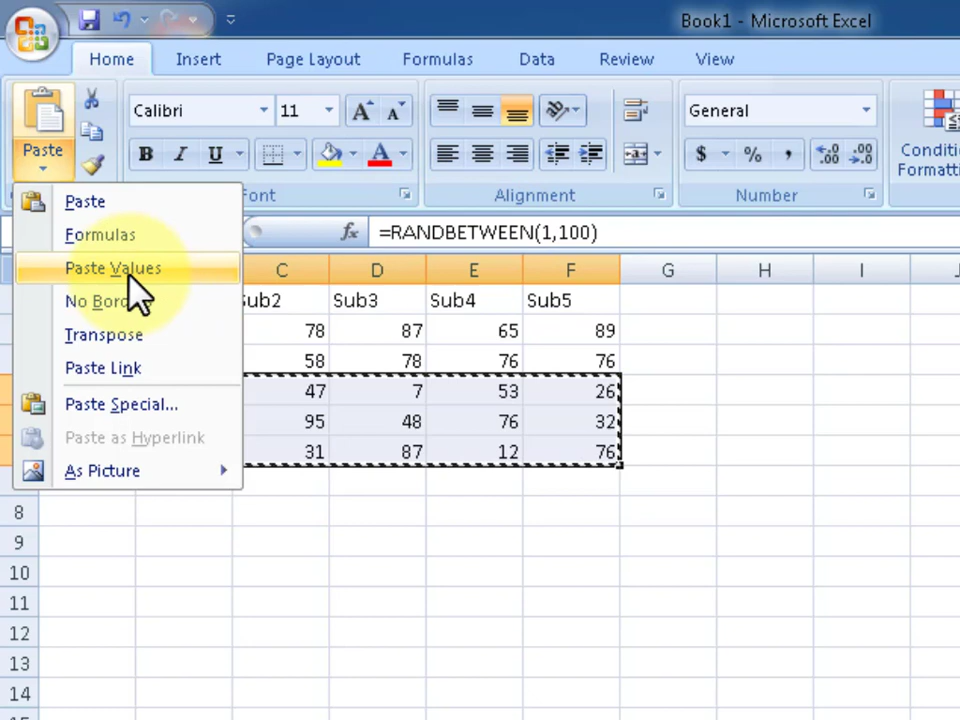 Book1 - Microsoft Excel
Home Insert Page Layout Formulas Data Review View
Calibri 11 General
Paste B I U A $ % , .00
Font Alignment Number
Paste
Formulas
Paste Values
Transpose
Paste Link
Paste Special...
Paste as Hyperlink
As Picture
fx =RANDBETWEEN(1,100)
C D E F G H I
Sub2 Sub3 Sub4 Sub5
78 87 65 89
58 78 76 76
47 7 53 26
95 48 76 32
31 87 12 76
8
9
10
11
12
13
14